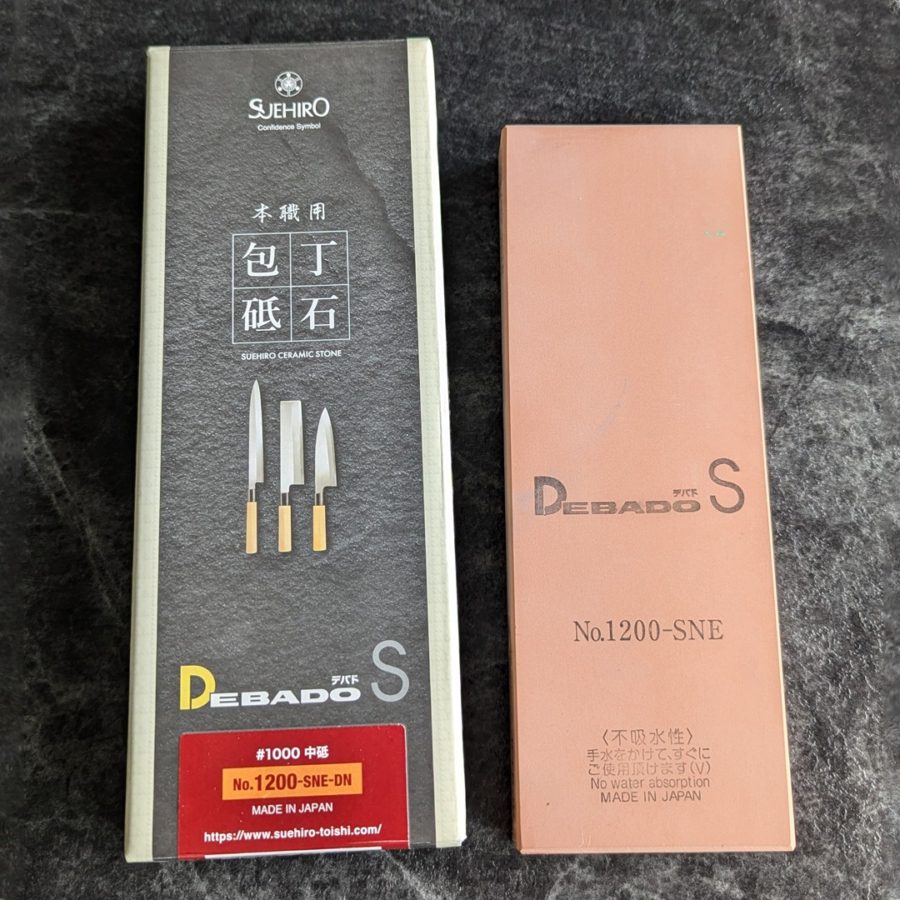 SUEHIRO
Confidence Symbol
本職用
包丁
砥石
SUEHIRO CERAMIC STONE
デバド
DEBADO S
#1000 中砥
No.1200-SNE-DN
MADE IN JAPAN
https://www.suehiro-toishi.com/
デバド
DEBADO S
No.1200-SNE
〈不吸水性〉
手水をかけて、すぐに
ご使用頂けます(V)
No water absorption
MADE IN JAPAN